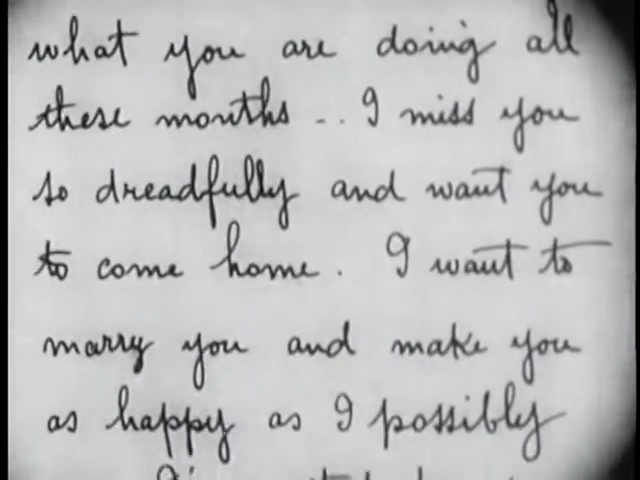 what you are doing all
these months .. I miss you
so dreadfully and want you
to come home. I want to
marry you and make you
as happy as I possibly